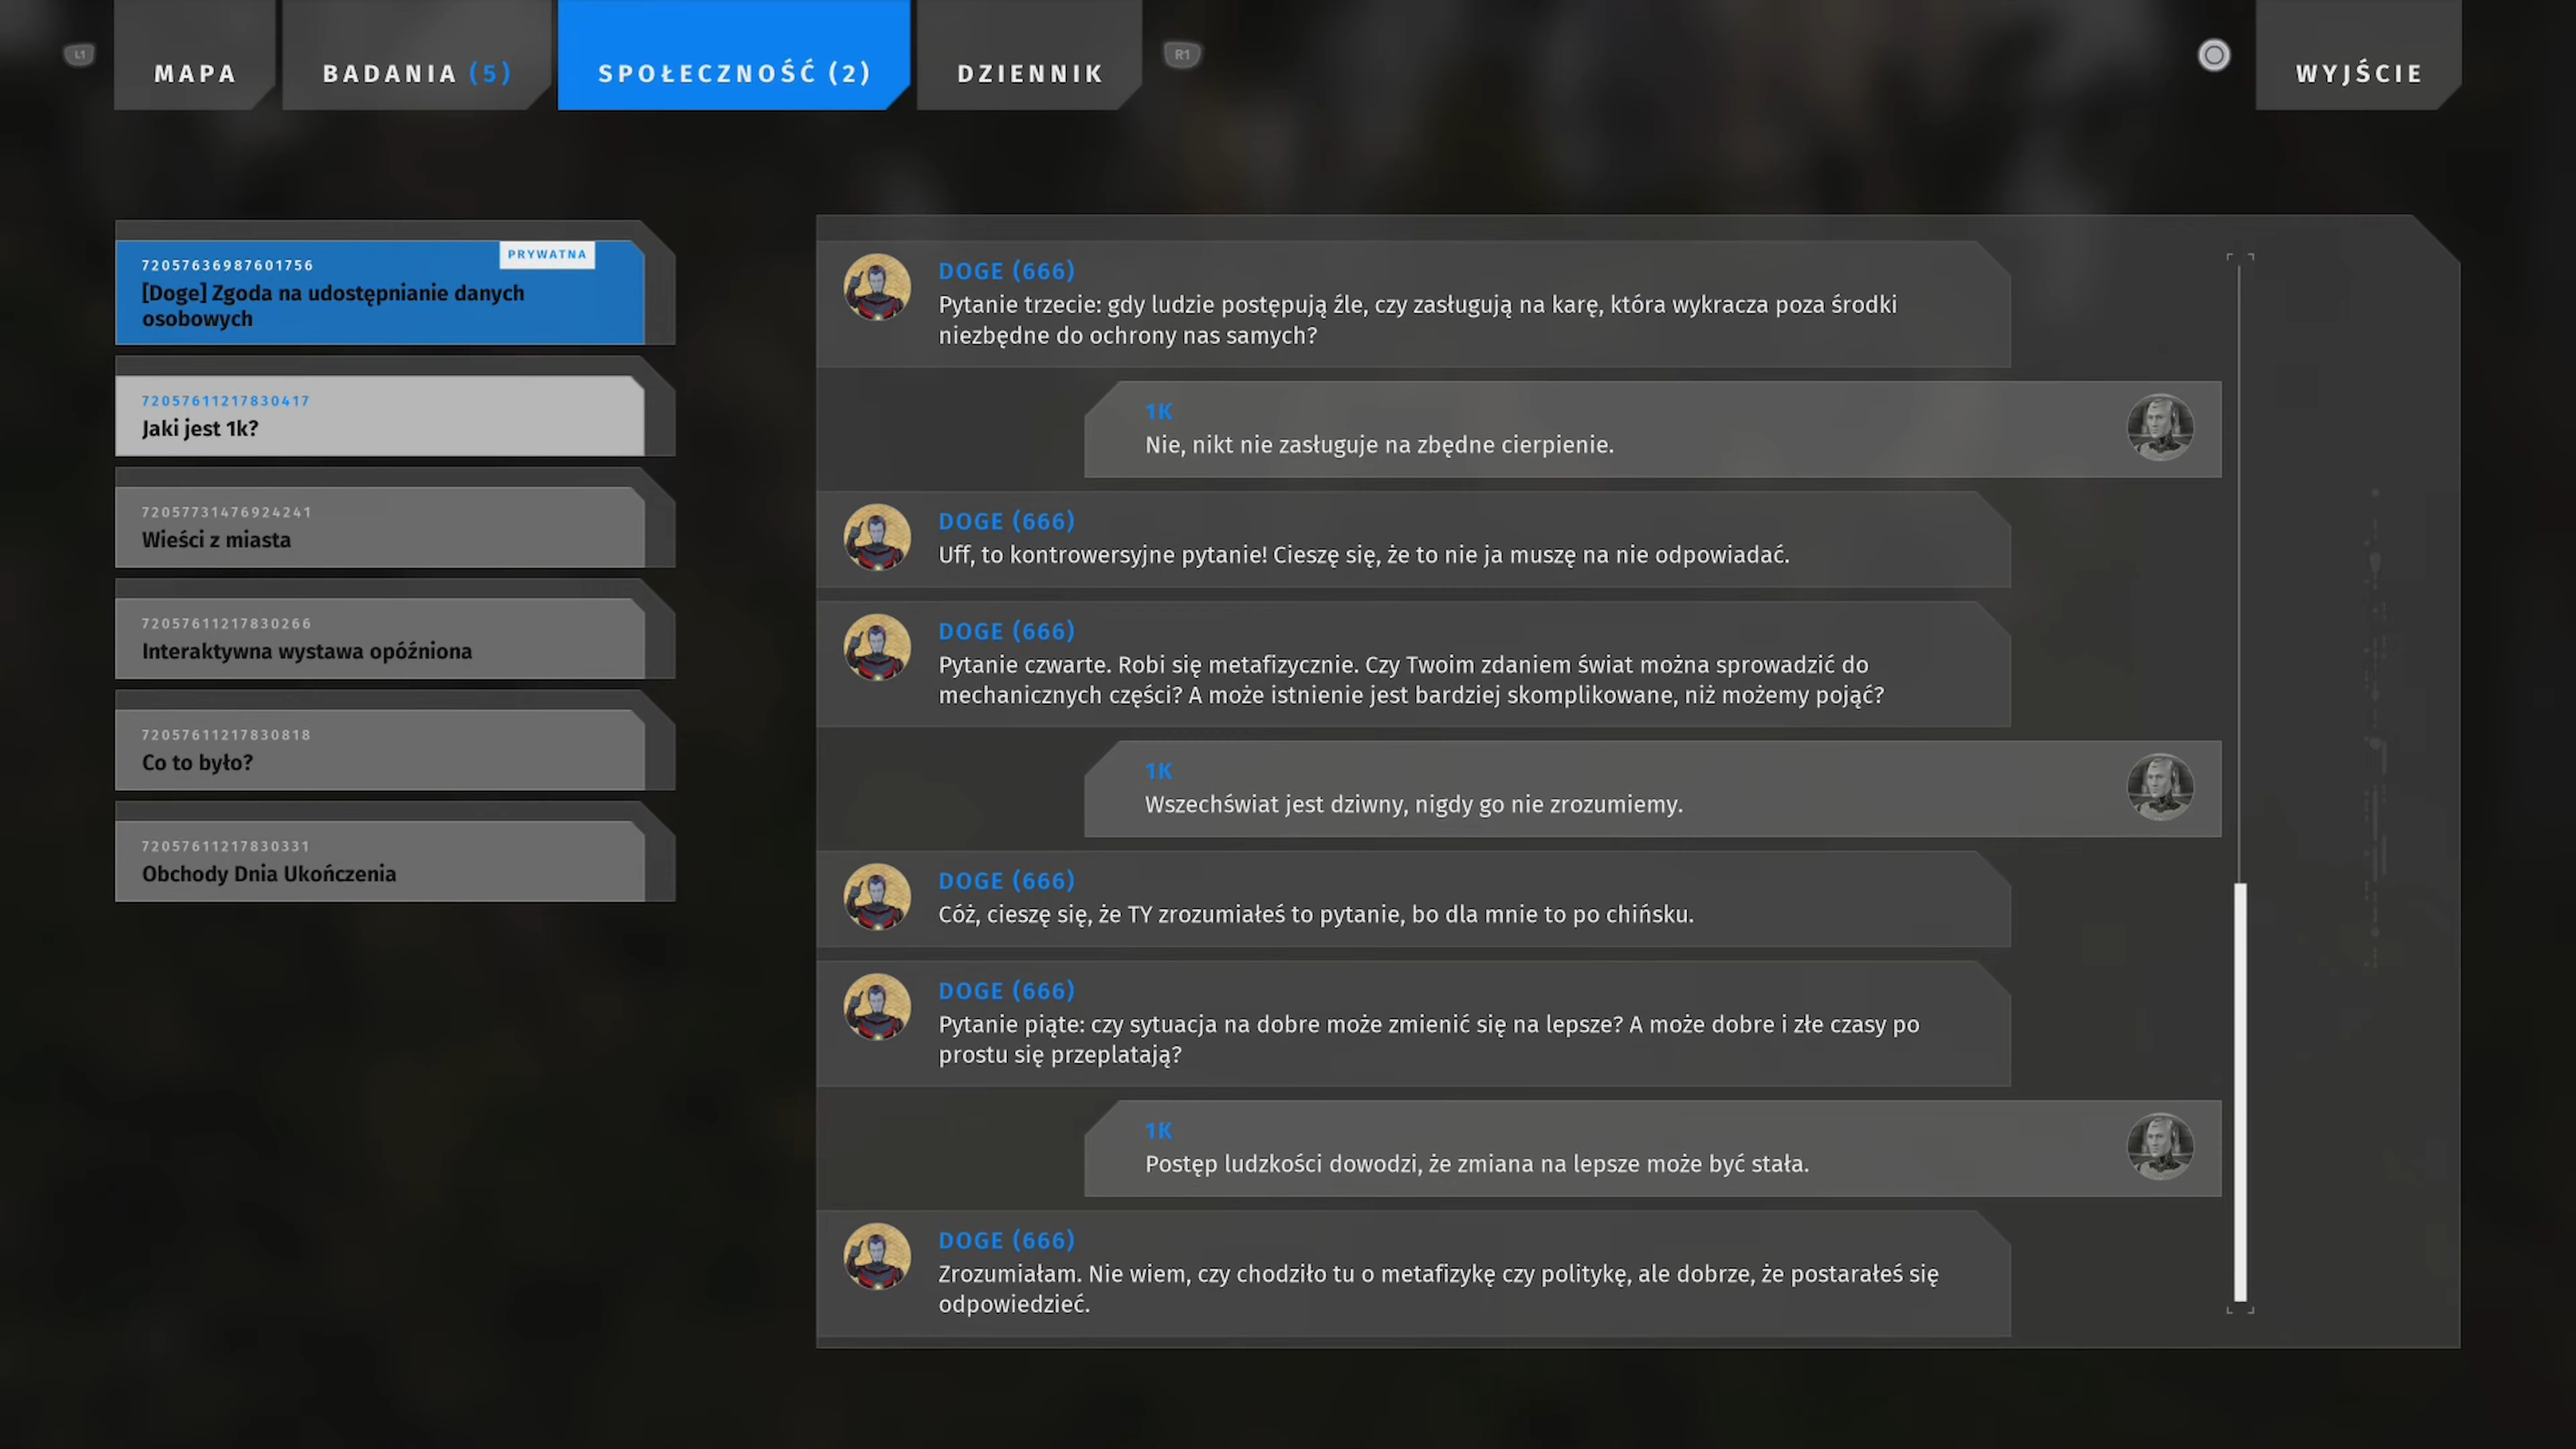 L1
MAPA
BADANIA (5)
SPOŁECZNOŚĆ (2)
DZIENNIK
R1
WYJŚCIE
72057636987601756
PRYWATNA
[Doge] Zgoda na udostępnianie danych
osobowych
72057611217830417
Jaki jest 1k?
72057731476924241
Wieści z miasta
72057611217830266
Interaktywna wystawa opóźniona
72057611217830818
Co to było?
72057611217830331
Obchody Dnia Ukończenia
DOGE (666)
Pytanie trzecie: gdy ludzie postępują źle, czy zasługują na karę, która wykracza poza środki
niezbędne do ochrony nas samych?
1K
Nie, nikt nie zasługuje na zbędne cierpienie.
DOGE (666)
Uff, to kontrowersyjne pytanie! Cieszę się, że to nie ja muszę na nie odpowiadać.
DOGE (666)
Pytanie czwarte. Robi się metafizycznie. Czy Twoim zdaniem świat można sprowadzić do
mechanicznych części? A może istnienie jest bardziej skomplikowane, niż możemy pojąć?
1K
Wszechświat jest dziwny, nigdy go nie zrozumiemy.
DOGE (666)
Cóż, cieszę się, że TY zrozumiałeś to pytanie, bo dla mnie to po chińsku.
DOGE (666)
Pytanie piąte: czy sytuacja na dobre może zmienić się na lepsze? A może dobre i złe czasy po
prostu się przeplatają?
1K
Postęp ludzkości dowodzi, że zmiana na lepsze może być stała.
DOGE (666)
Zrozumiałam. Nie wiem, czy chodziło tu o metafizykę czy politykę, ale dobrze, że postarałeś się
odpowiedzieć.